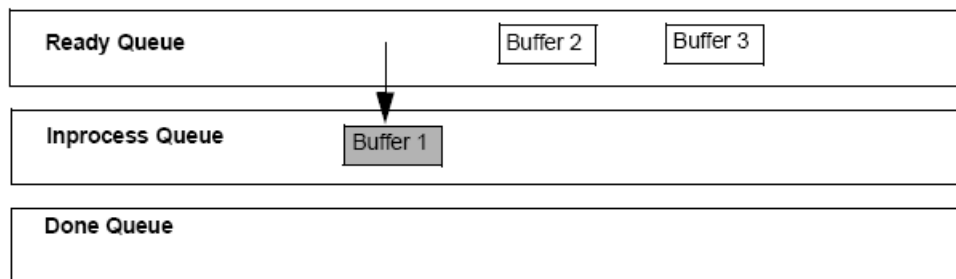 Ready Queue Buffer 2 Buffer 3
Inprocess Queue Buffer 1
Done Queue